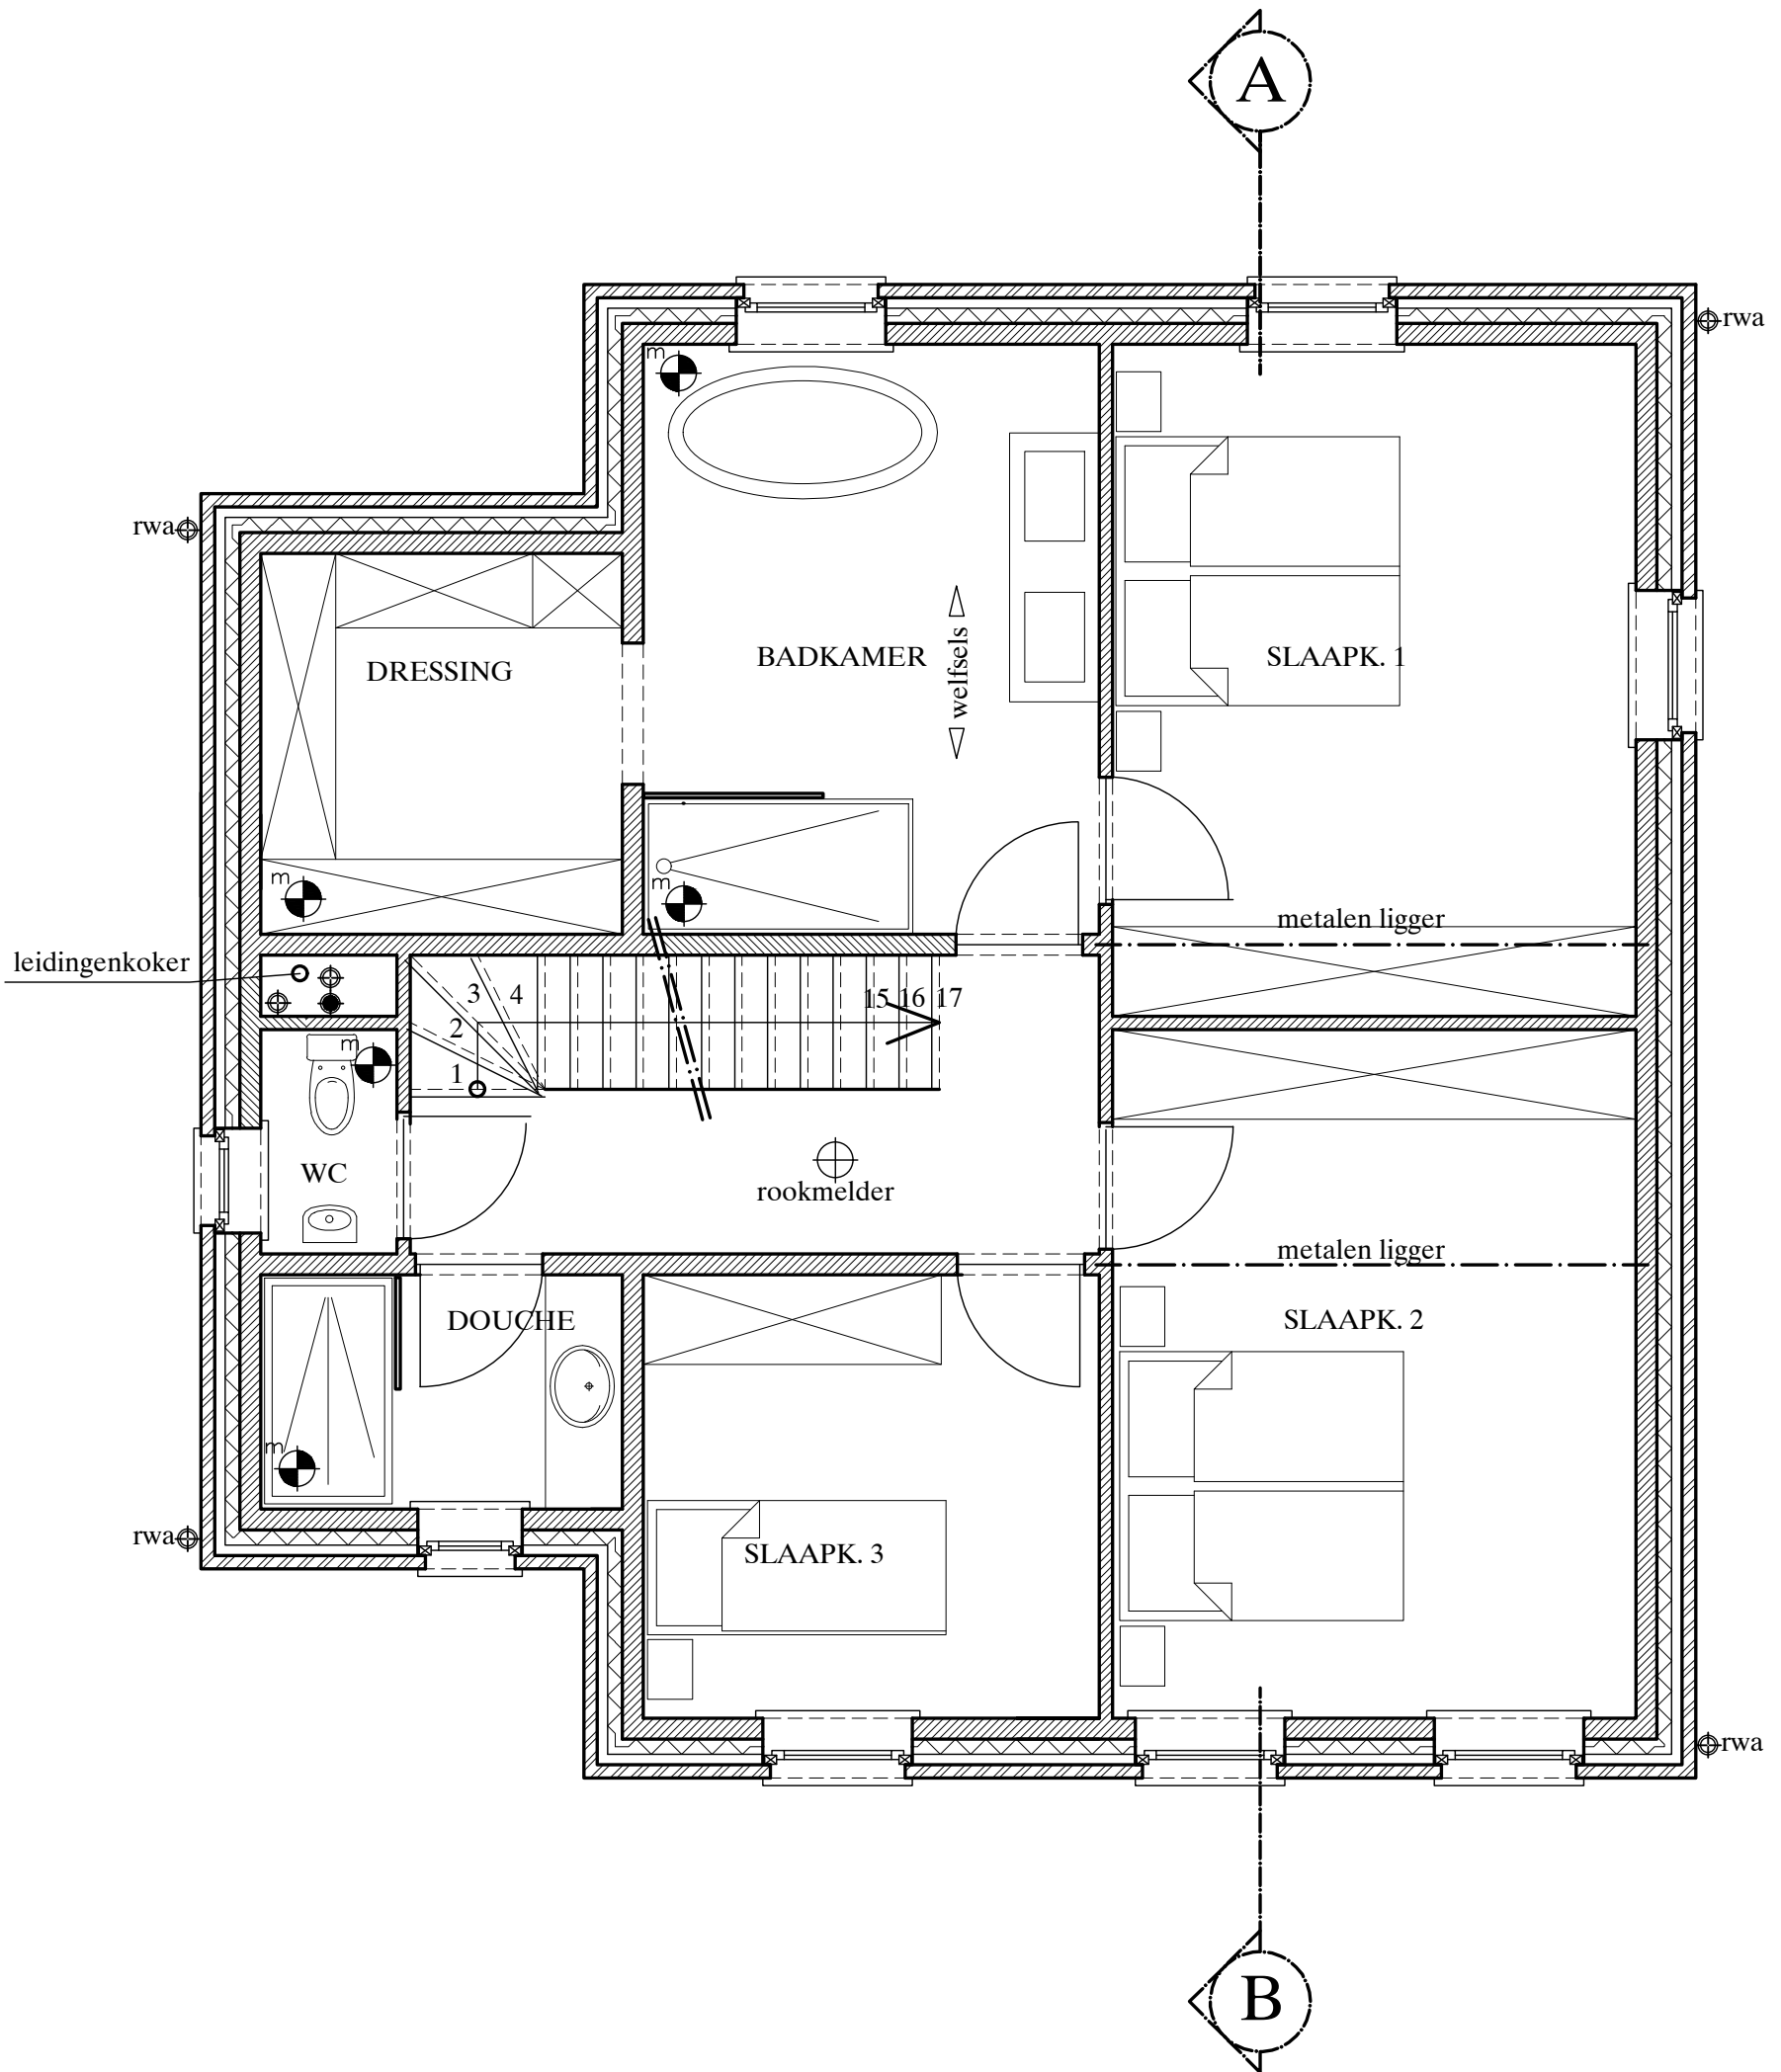 A
rwa
m
rwa
welfsels
DRESSING
BADKAMER
SLAAPK. 1
m
m
metalen ligger
leidingenkoker
3
4
15
16
17
2
m
1
WC
rookmelder
metalen ligger
DOUCHE
SLAAPK. 2
m
rwa
SLAAPK. 3
rwa
B